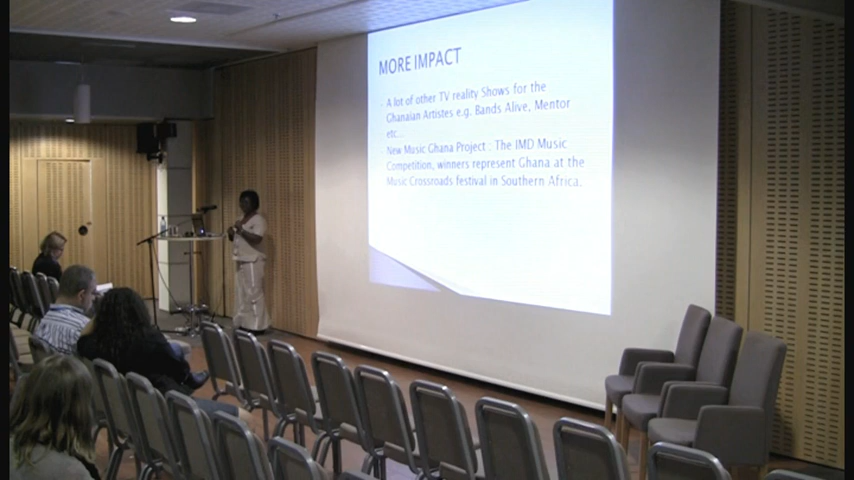 MORE IMPACT
A lot of other TV reality Shows for the
Ghanaian Artistes e.g. Bands Alive, Mentor
etc...
New Music Ghana Project : The IMD Music
Competition, winners represent Ghana at the
Music Crossroads festival in Southern Africa.